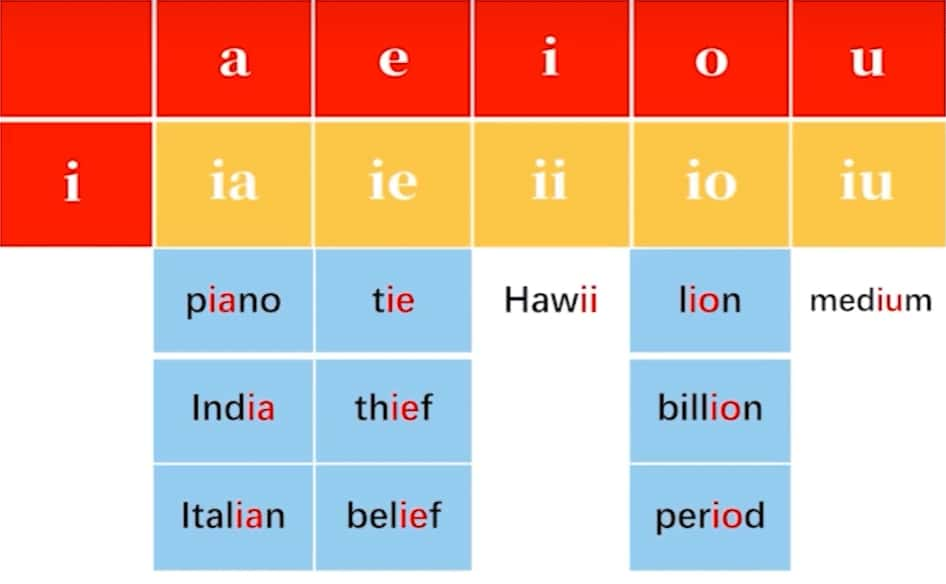 a e i o u
i ia ie ii io iu
piano tie Hawii lion medium
India thief billion
Italian belief period